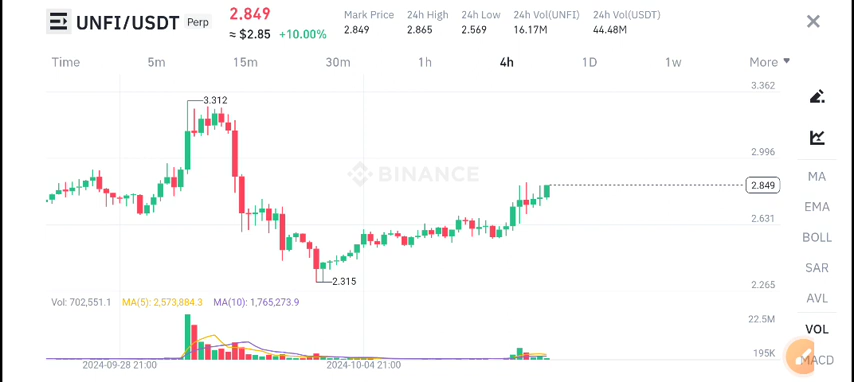 UNFI/USDT Perp
2.849
≈ $2.85 +10.00%
Mark Price
2.849
24h High
2.865
24h Low
2.569
24h Vol(UNFI)
16.17M
24h Vol(USDT)
44.48M
Time 5m 15m 30m 1h 4h 1D 1w More
3.362
3.312
2.996
BINANCE
2.849
2.631
2.315
2.265
Vol: 702,551.1 MA(5): 2,573,884.3 MA(10): 1,765,273.9
22.5M
195K
2024-09-28 21:00 2024-10-04 21:00
MA
EMA
BOLL
SAR
AVL
VOL
MACD